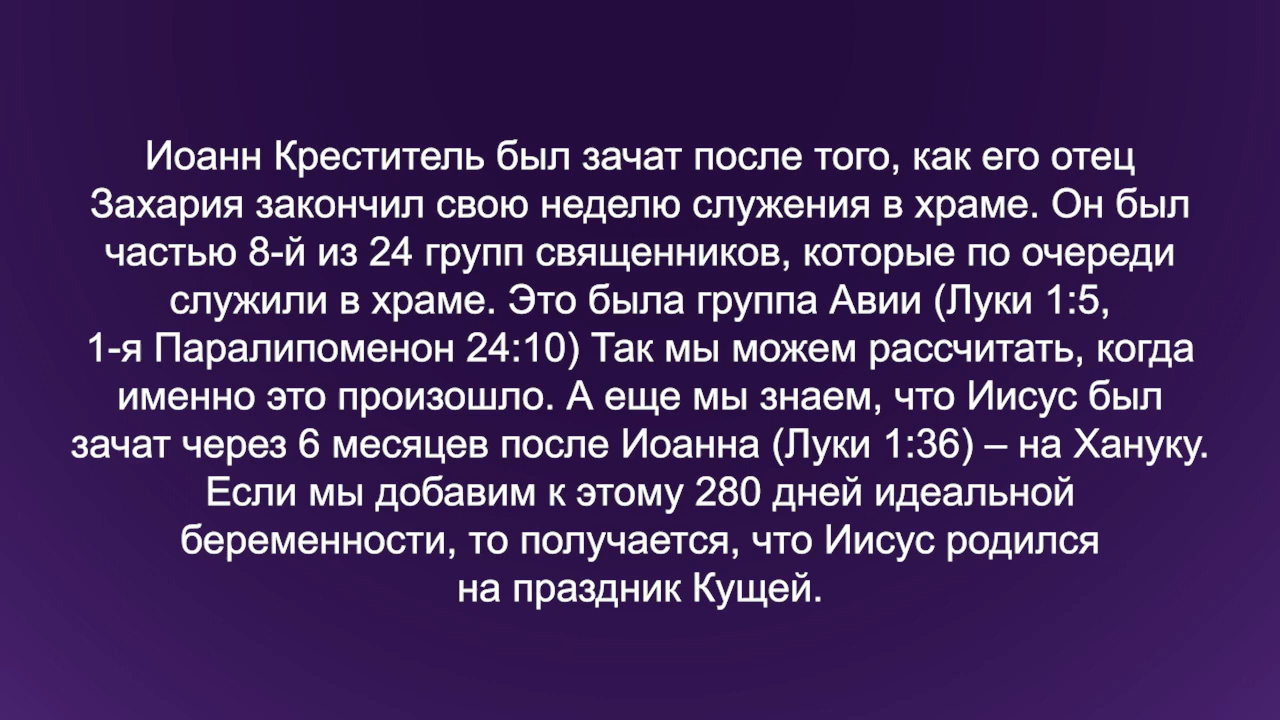 Иоанн Креститель был зачат после того, как его отец
Захария закончил свою неделю служения в храме. Он был
частью 8-й из 24 групп священников, которые по очереди
служили в храме. Это была группа Авии (Луки 1:5,
1-я Паралипоменон 24:10) Так мы можем рассчитать, когда
именно это произошло. А еще мы знаем, что Иисус был
зачат через 6 месяцев после Иоанна (Луки 1:36) – на Хануку.
Если мы добавим к этому 280 дней идеальной
беременности, то получается, что Иисус родился
на праздник Кущей.